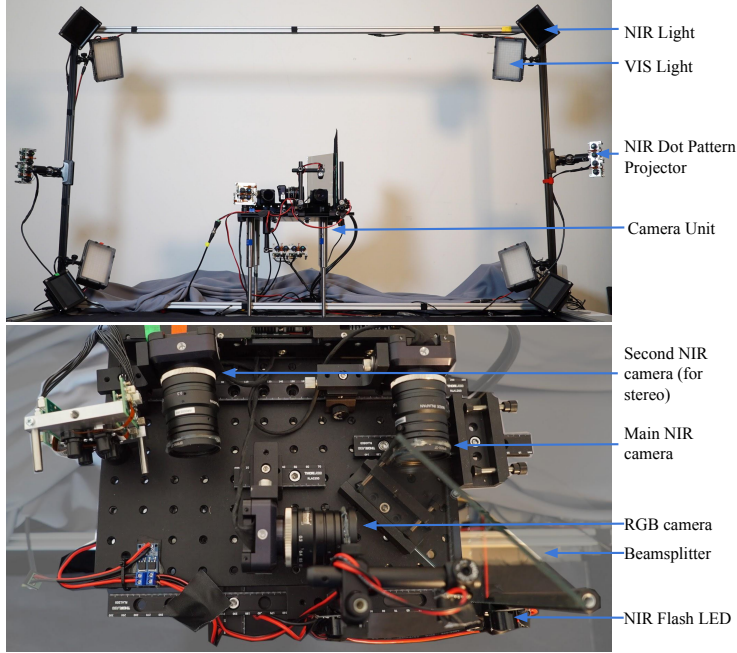 NIR Light
VIS Light
NIR Dot Pattern
Projector
Camera Unit
Second NIR
camera (for
stereo)
Main NIR
camera
RGB camera
Beamsplitter
NIR Flash LED